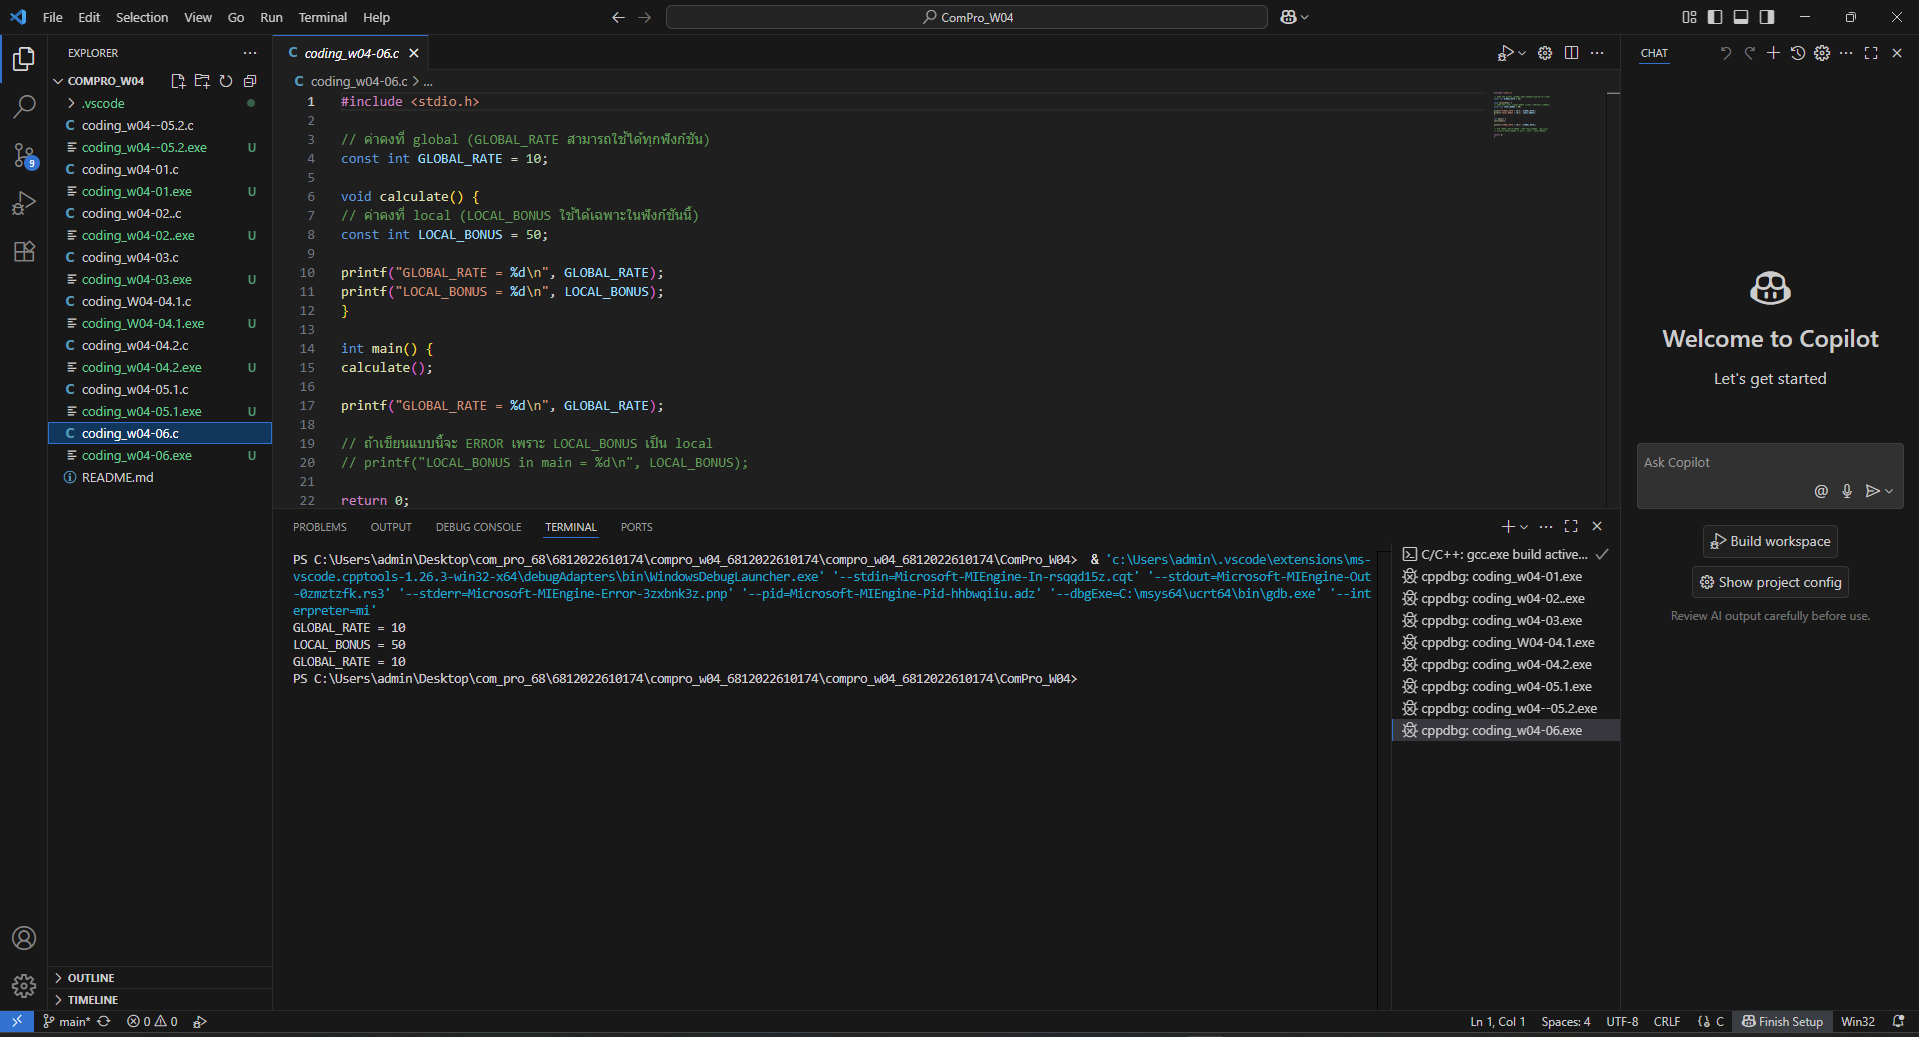 File Edit Selection View Go Run Terminal Help
ComPro_W04
EXPLORER
COMPRO_W04
.vscode
C coding_w04--05.2.c
coding_w04--05.2.exe U
C coding_w04-01.c
coding_w04-01.exe U
C coding_w04-02..c
coding_w04-02..exe U
C coding_w04-03.c
coding_w04-03.exe U
C coding_W04-04.1.c
coding_W04-04.1.exe U
C coding_w04-04.2.c
coding_w04-04.2.exe U
C coding_w04-05.1.c
coding_w04-05.1.exe U
C coding_w04-06.c
coding_w04-06.exe U
README.md
9
OUTLINE
TIMELINE
C coding_w04-06.c
C coding_w04-06.c > ...
1 #include <stdio.h>
2
3 // ค่าคงที่ global (GLOBAL_RATE สามารถใช้ได้ทุกฟังก์ชัน)
4 const int GLOBAL_RATE = 10;
5
6 void calculate() {
7 // ค่าคงที่ local (LOCAL_BONUS ใช้ได้เฉพาะในฟังก์ชันนี้)
8 const int LOCAL_BONUS = 50;
9
10 printf("GLOBAL_RATE = %d\n", GLOBAL_RATE);
11 printf("LOCAL_BONUS = %d\n", LOCAL_BONUS);
12 }
13
14 int main() {
15 calculate();
16
17 printf("GLOBAL_RATE = %d\n", GLOBAL_RATE);
18
19 // ถ้าเขียนแบบนี้จะ ERROR เพราะ LOCAL_BONUS เป็น local
20 // printf("LOCAL_BONUS in main = %d\n", LOCAL_BONUS);
21
22 return 0;
PROBLEMS OUTPUT DEBUG CONSOLE TERMINAL PORTS
PS C:\Users\admin\Desktop\com_pro_68\6812022610174\compro_w04_6812022610174\compro_w04_6812022610174\ComPro_W04> & 'c:\Users\admin\.vscode\extensions\ms-
vscode.cpptools-1.26.3-win32-x64\debugAdapters\bin\WindowsDebugLauncher.exe' '--stdin=Microsoft-MIEngine-In-rsqqd15z.cqt' '--stdout=Microsoft-MIEngine-Out
-0zmztzfk.rs3' '--stderr=Microsoft-MIEngine-Error-3zxbnk3z.pnp' '--pid=Microsoft-MIEngine-Pid-hhbwqiiu.adz' '--dbgExe=C:\msys64\ucrt64\bin\gdb.exe' '--int
erpreter=mi'
GLOBAL_RATE = 10
LOCAL_BONUS = 50
GLOBAL_RATE = 10
PS C:\Users\admin\Desktop\com_pro_68\6812022610174\compro_w04_6812022610174\compro_w04_6812022610174\ComPro_W04>
C/C++: gcc.exe build active...
cppdbg: coding_w04-01.exe
cppdbg: coding_w04-02..exe
cppdbg: coding_w04-03.exe
cppdbg: coding_W04-04.1.exe
cppdbg: coding_w04-04.2.exe
cppdbg: coding_w04-05.1.exe
cppdbg: coding_w04--05.2.exe
cppdbg: coding_w04-06.exe
CHAT
Welcome to Copilot
Let's get started
Ask Copilot
Build workspace
Show project config
Review AI output carefully before use.
main* 0 0
Ln 1, Col 1 Spaces: 4 UTF-8 CRLF C Finish Setup Win32